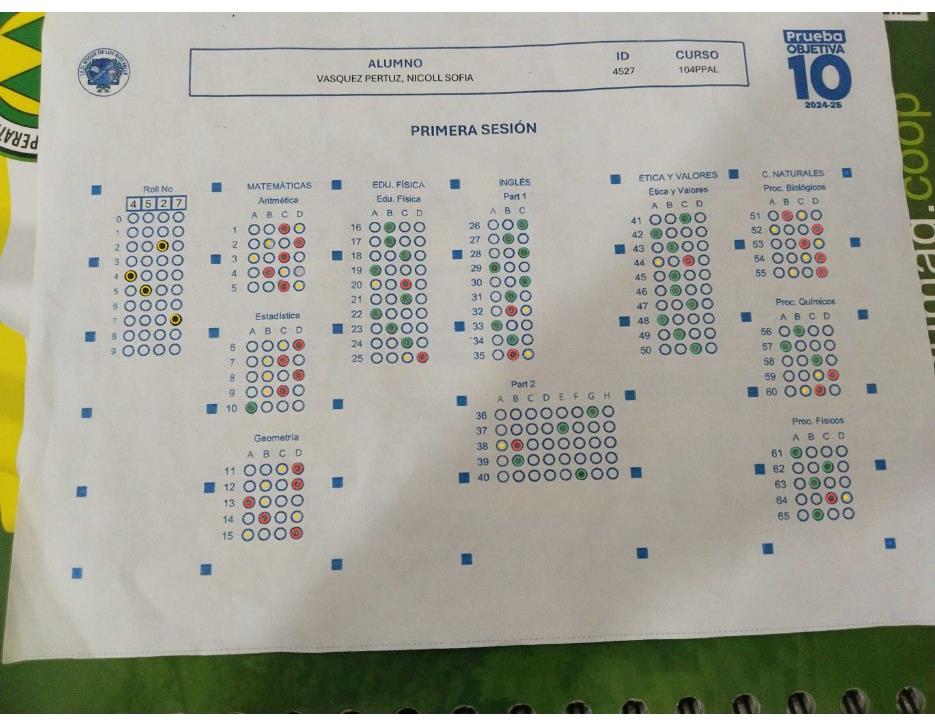 ALUMNO ID CURSO
VASQUEZ PERTUZ, NICOLL SOFIA 4527 104PPAL
Prueba
OBJETIVA
10
2024-25
PRIMERA SESIÓN
Roll No
4 5 2 7
0
1
2
3
4
5
6
7
8
9
MATEMÁTICAS
Aritmética
A B C D
1
2
3
4
5
Estadística
A B C D
6
7
8
9
10
Geometría
A B C D
11
12
13
14
15
EDU. FÍSICA
Edu. Física
A B C D
16
17
18
19
20
21
22
23
24
25
INGLÉS
Part 1
A B C
26
27
28
29
30
31
32
33
34
35
Part 2
A B C D E F G H
36
37
38
39
40
ÉTICA Y VALORES
Ética y Valores
A B C D
41
42
43
44
45
46
47
48
49
50
C. NATURALES
Proc. Biológicos
A B C D
51
52
53
54
55
Proc. Químicos
A B C D
56
57
58
59
60
Proc. Físicos
A B C D
61
62
63
64
65
.coop